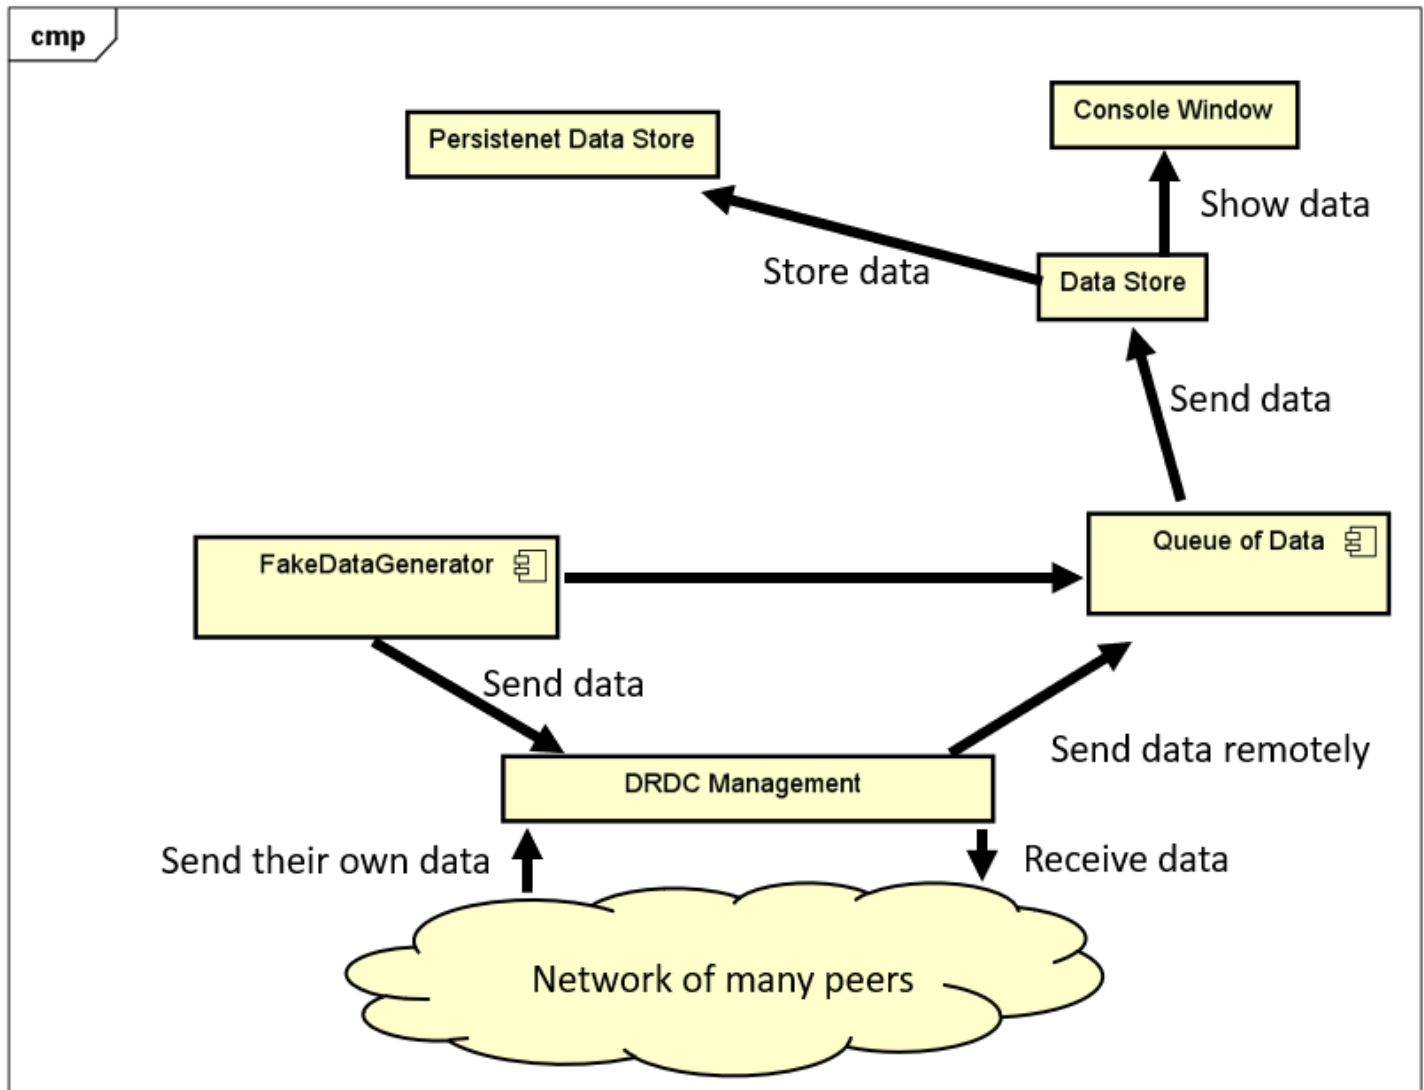 cmp
Console Window
Persistenet Data Store
Show data
Store data
Data Store
Send data
Queue of Data
FakeDataGenerator
Send data
Send data remotely
DRDC Management
Send their own data
Receive data
Network of many peers